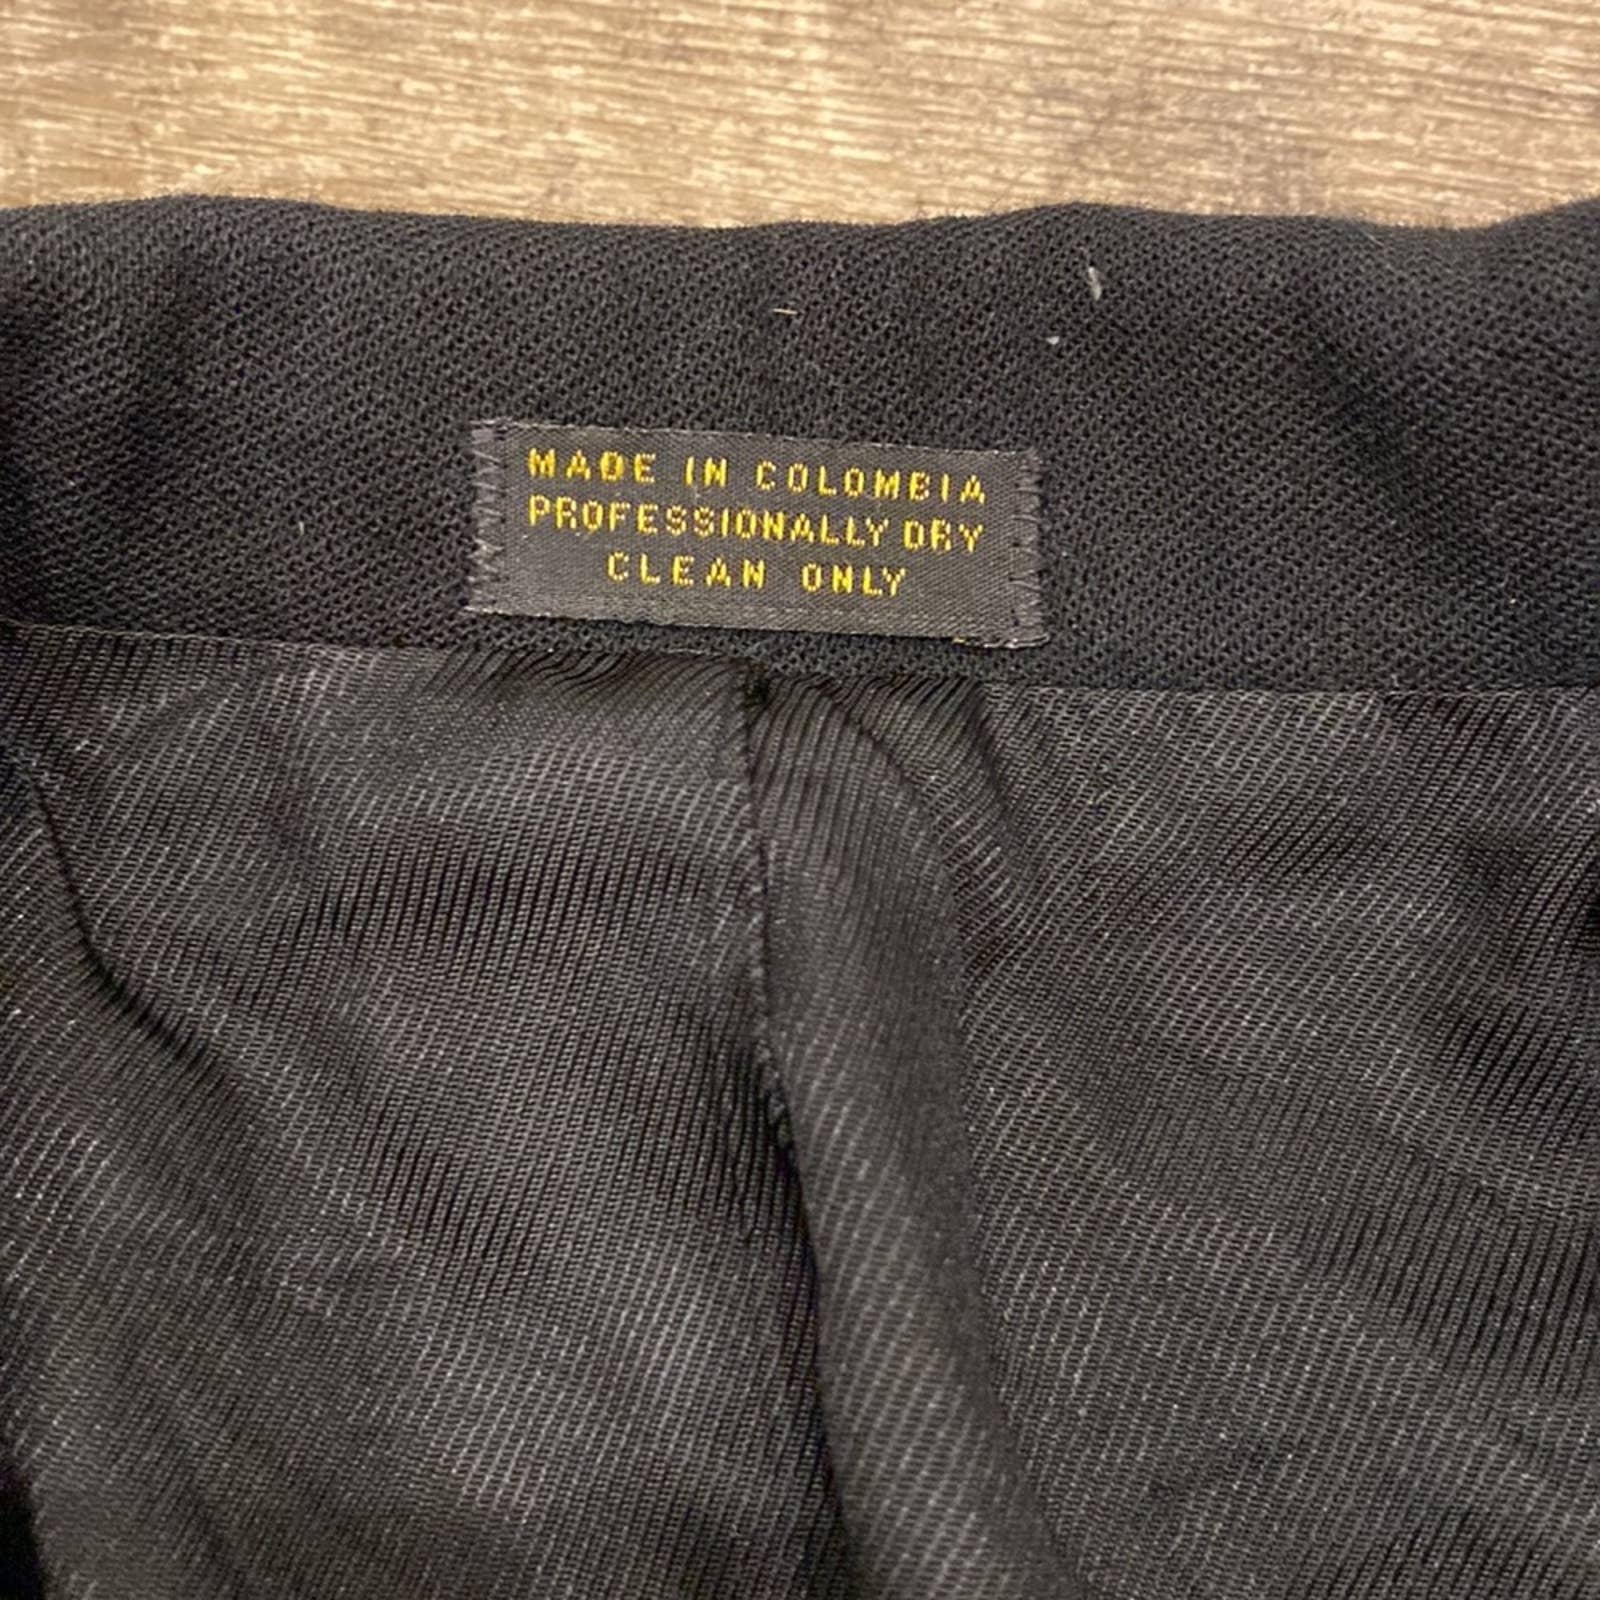 MADE IN COLOMBIA
PROFESSIONALLY DRY
CLEAN ONLY